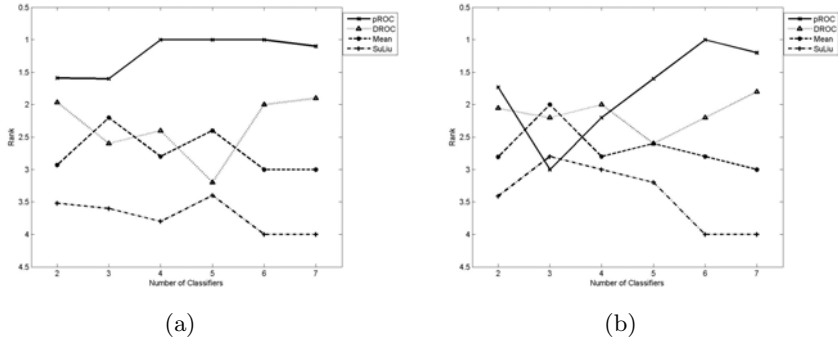 0.5
1
1.5
2
2.5
3
3.5
4
4.5
Rank
2 3 4 5 6 7
Number of Classifiers
pROC
DROC
Mean
SuLiu
(a)
0.5
1
1.5
2
2.5
3
3.5
4
4.5
Rank
2 3 4 5 6 7
Number of Classifiers
pROC
DROC
Mean
SuLiu
(b)